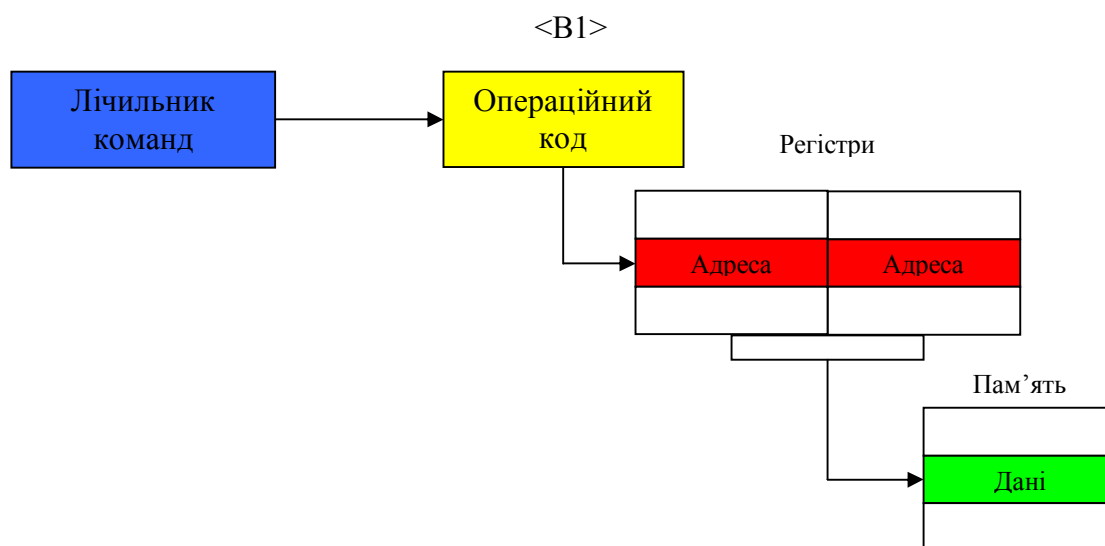 <B1>
Лічильник
команд
Операційний
код
Регістри
Адреса
Адреса
Пам’ять
Дані